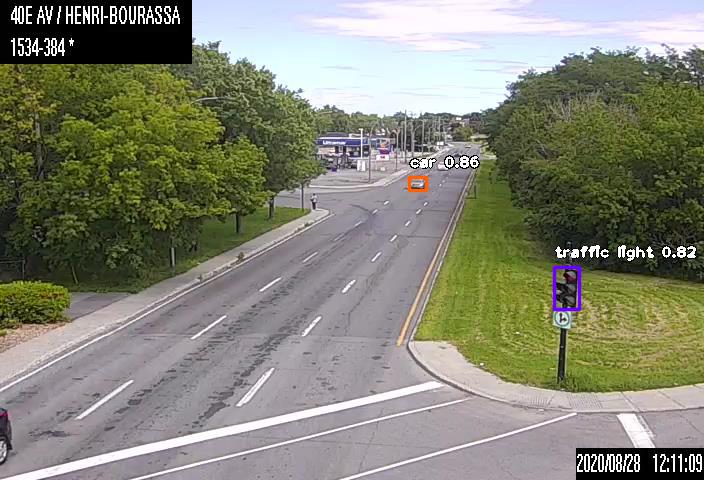 40E AV / HENRI-BOURASSA
1534-384 *
Ultramar
car 0.86
traffic light 0.82
2020/08/28 12:11:09